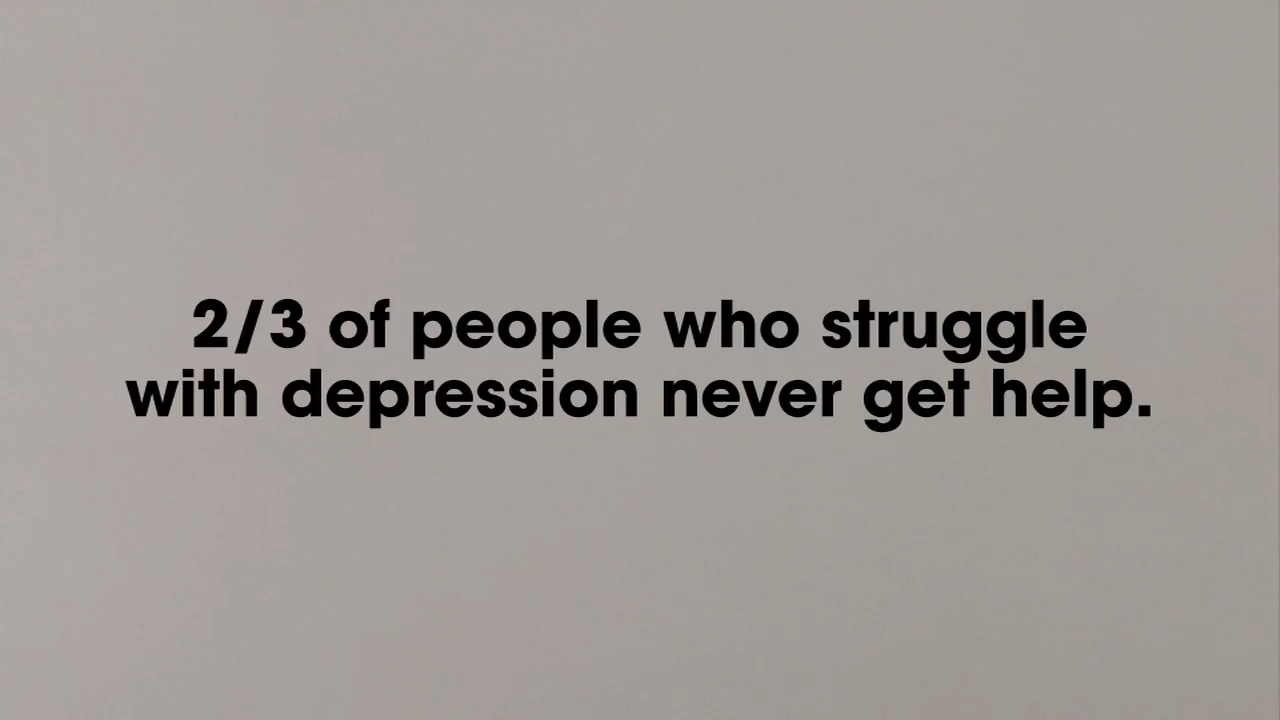 2/3 of people who struggle
with depression never get help.